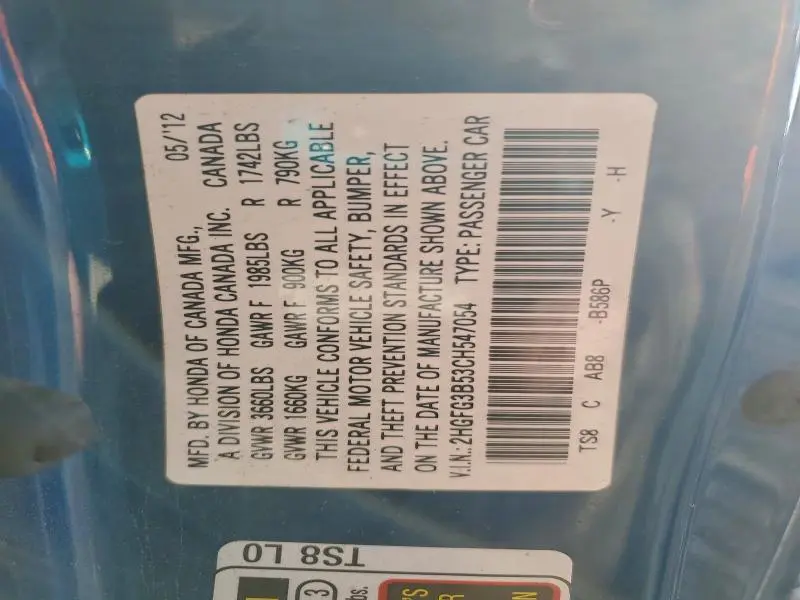 MFD. BY HONDA OF CANADA MFG., 05/'12
A DIVISION OF HONDA CANADA INC. CANADA
GVWR 3660LBS GAWR F 1985LBS R 1742LBS
GVWR 1660KG GAWR F 900KG R 790KG
THIS VEHICLE CONFORMS TO ALL APPLICABLE
FEDERAL MOTOR VEHICLE SAFETY, BUMPER,
AND THEFT PREVENTION STANDARDS IN EFFECT
ON THE DATE OF MANUFACTURE SHOWN ABOVE.
V.I.N.: 2HGFG3B53CH547054 TYPE: PASSENGER CAR
TS8 C AB8 -B586P -Y -H
TS8 L0
3
bs.